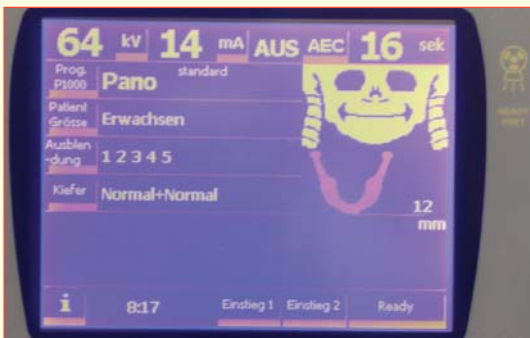 64 kV 14 mA AUS AEC 16 sek
Prog. P1000 Pano standard
Patient Grösse Erwachsen
Ausblen -dung 1 2 3 4 5
Kiefer Normal+Normal
12
mm
i 8:17 Einstieg 1 Einstieg 2 Ready
READY